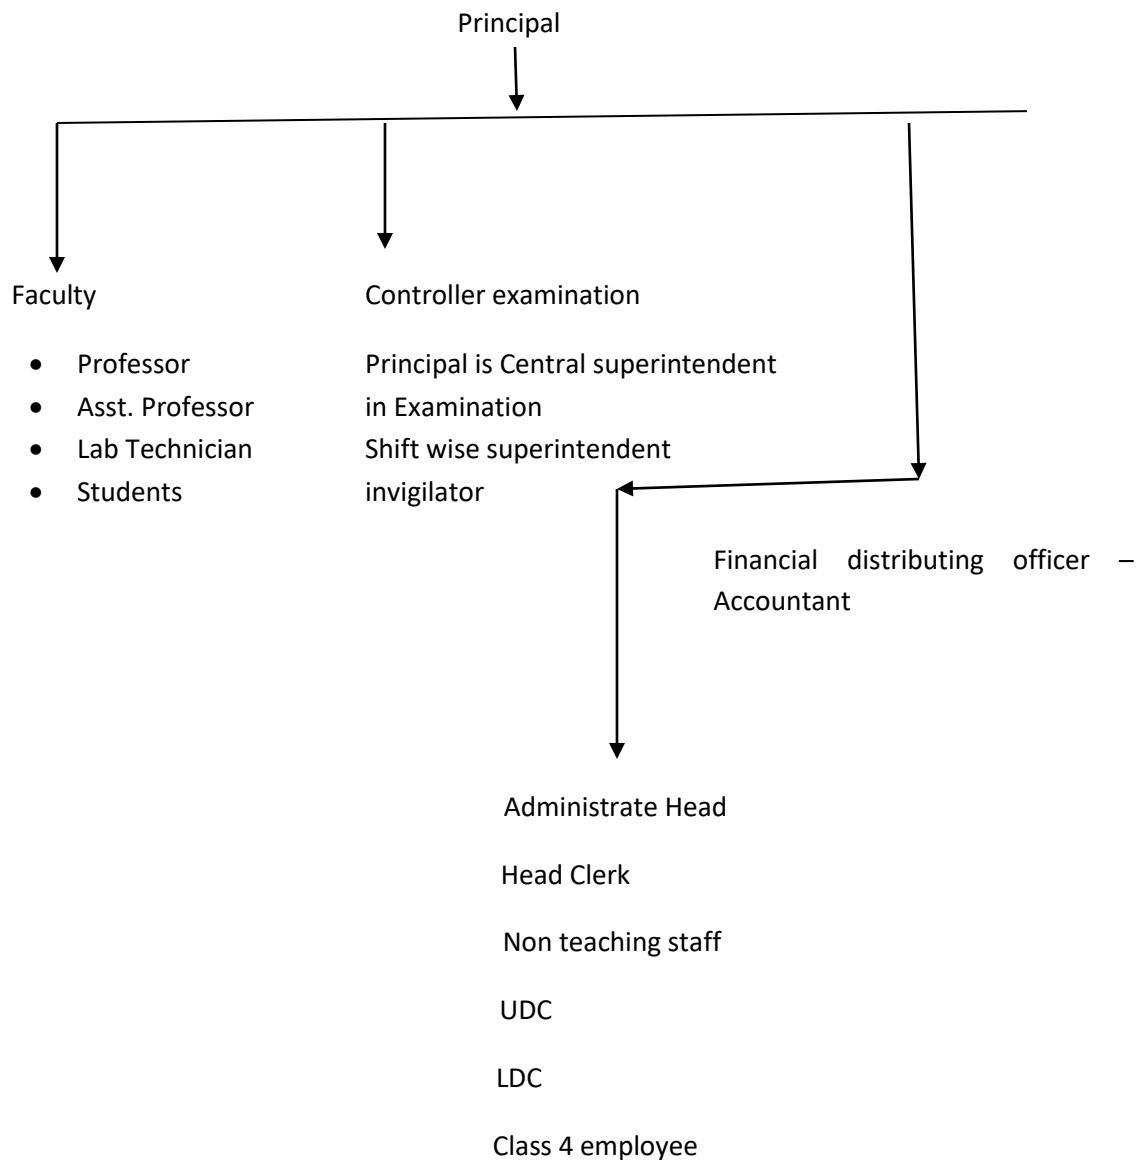 Principal
Faculty
• Professor
• Asst. Professor
• Lab Technician
• Students
Controller examination
Principal is Central superintendent
in Examination
Shift wise superintendent
invigilator
Financial distributing officer –
Accountant
Administrate Head
Head Clerk
Non teaching staff
UDC
LDC
Class 4 employee